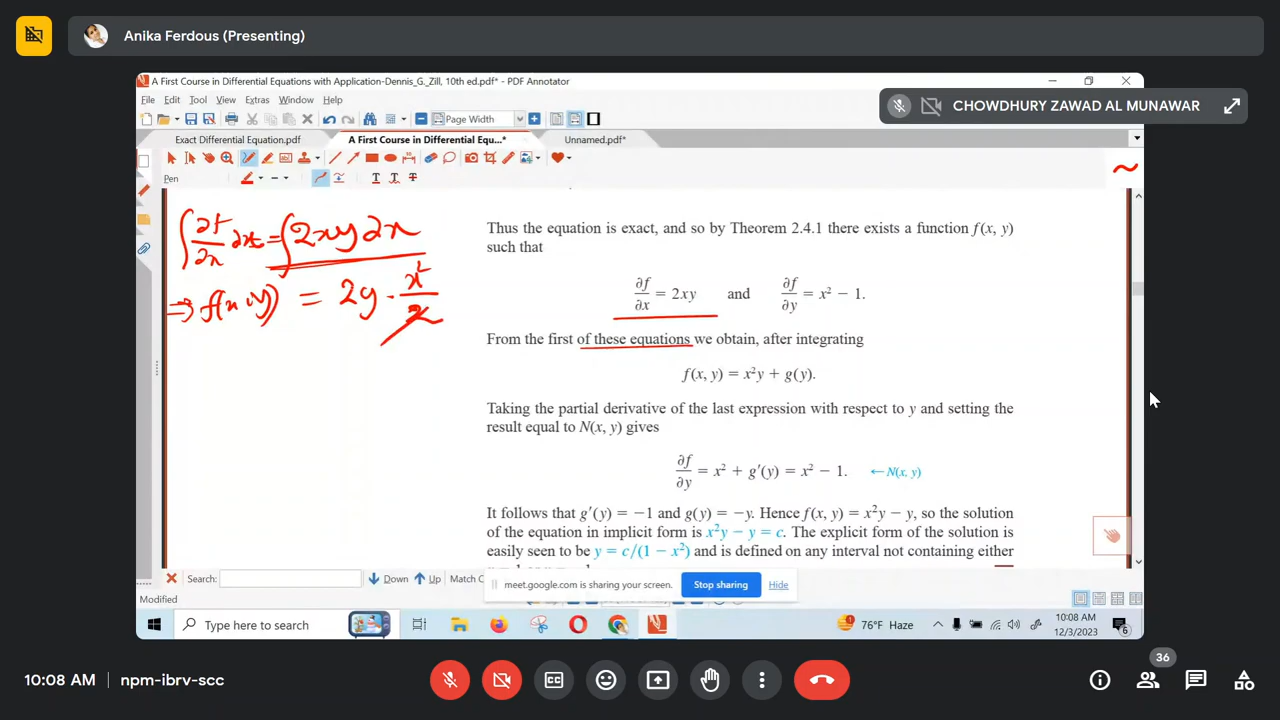 Anika Ferdous (Presenting)
A First Course in Differential Equations with Application-Dennis_G._Zill, 10th ed.pdf* - PDF Annotator
File Edit Tool View Extras Window Help
CHOWDHURY ZAWAD AL MUNAWAR
Page Width
Exact Differential Equation.pdf
A First Course in Differential Equ...*
Unnamed.pdf*
Pen
∫ ∂f/∂x ∂x = ∫ 2xy ∂x
⇒ f(x, y) = 2y · x²/2
Thus the equation is exact, and so by Theorem 2.4.1 there exists a function f(x, y)
such that
∂f/∂x = 2xy and ∂f/∂y = x² − 1.
From the first of these equations we obtain, after integrating
f(x, y) = x²y + g(y).
Taking the partial derivative of the last expression with respect to y and setting the
result equal to N(x, y) gives
∂f/∂y = x² + g′(y) = x² − 1. ←N(x, y)
It follows that g′(y) = −1 and g(y) = −y. Hence f(x, y) = x²y − y, so the solution
of the equation in implicit form is x²y − y = c. The explicit form of the solution is
easily seen to be y = c/(1 − x²) and is defined on any interval not containing either
Search: Down Up Match C
meet.google.com is sharing your screen. Stop sharing Hide
Modified
Type here to search
76°F Haze
10:08 AM
12/3/2023
6
36
10:08 AM npm-ibrv-scc